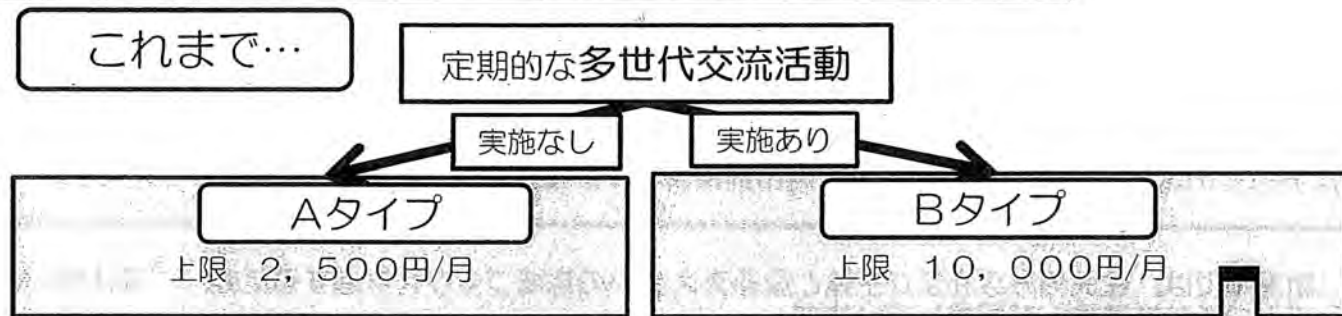 これまで…
定期的な多世代交流活動
実施なし
実施あり
Aタイプ
Bタイプ
上限 2，500円/月
上限 10，000円/月